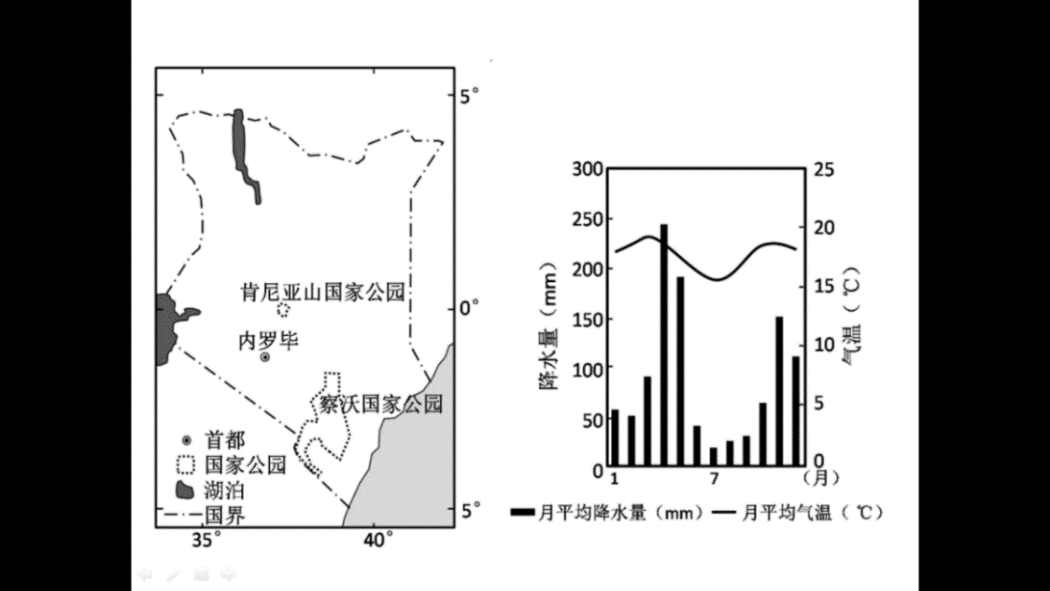 5°
肯尼亚山国家公园
0°
内罗毕
察沃国家公园
首都
国家公园
湖泊
国界
5°
35°
40°
300
250
200
150
100
50
0
降水量（mm）
25
20
15
10
5
0
气温（℃）
1
7
（月）
月平均降水量（mm）
月平均气温（℃）